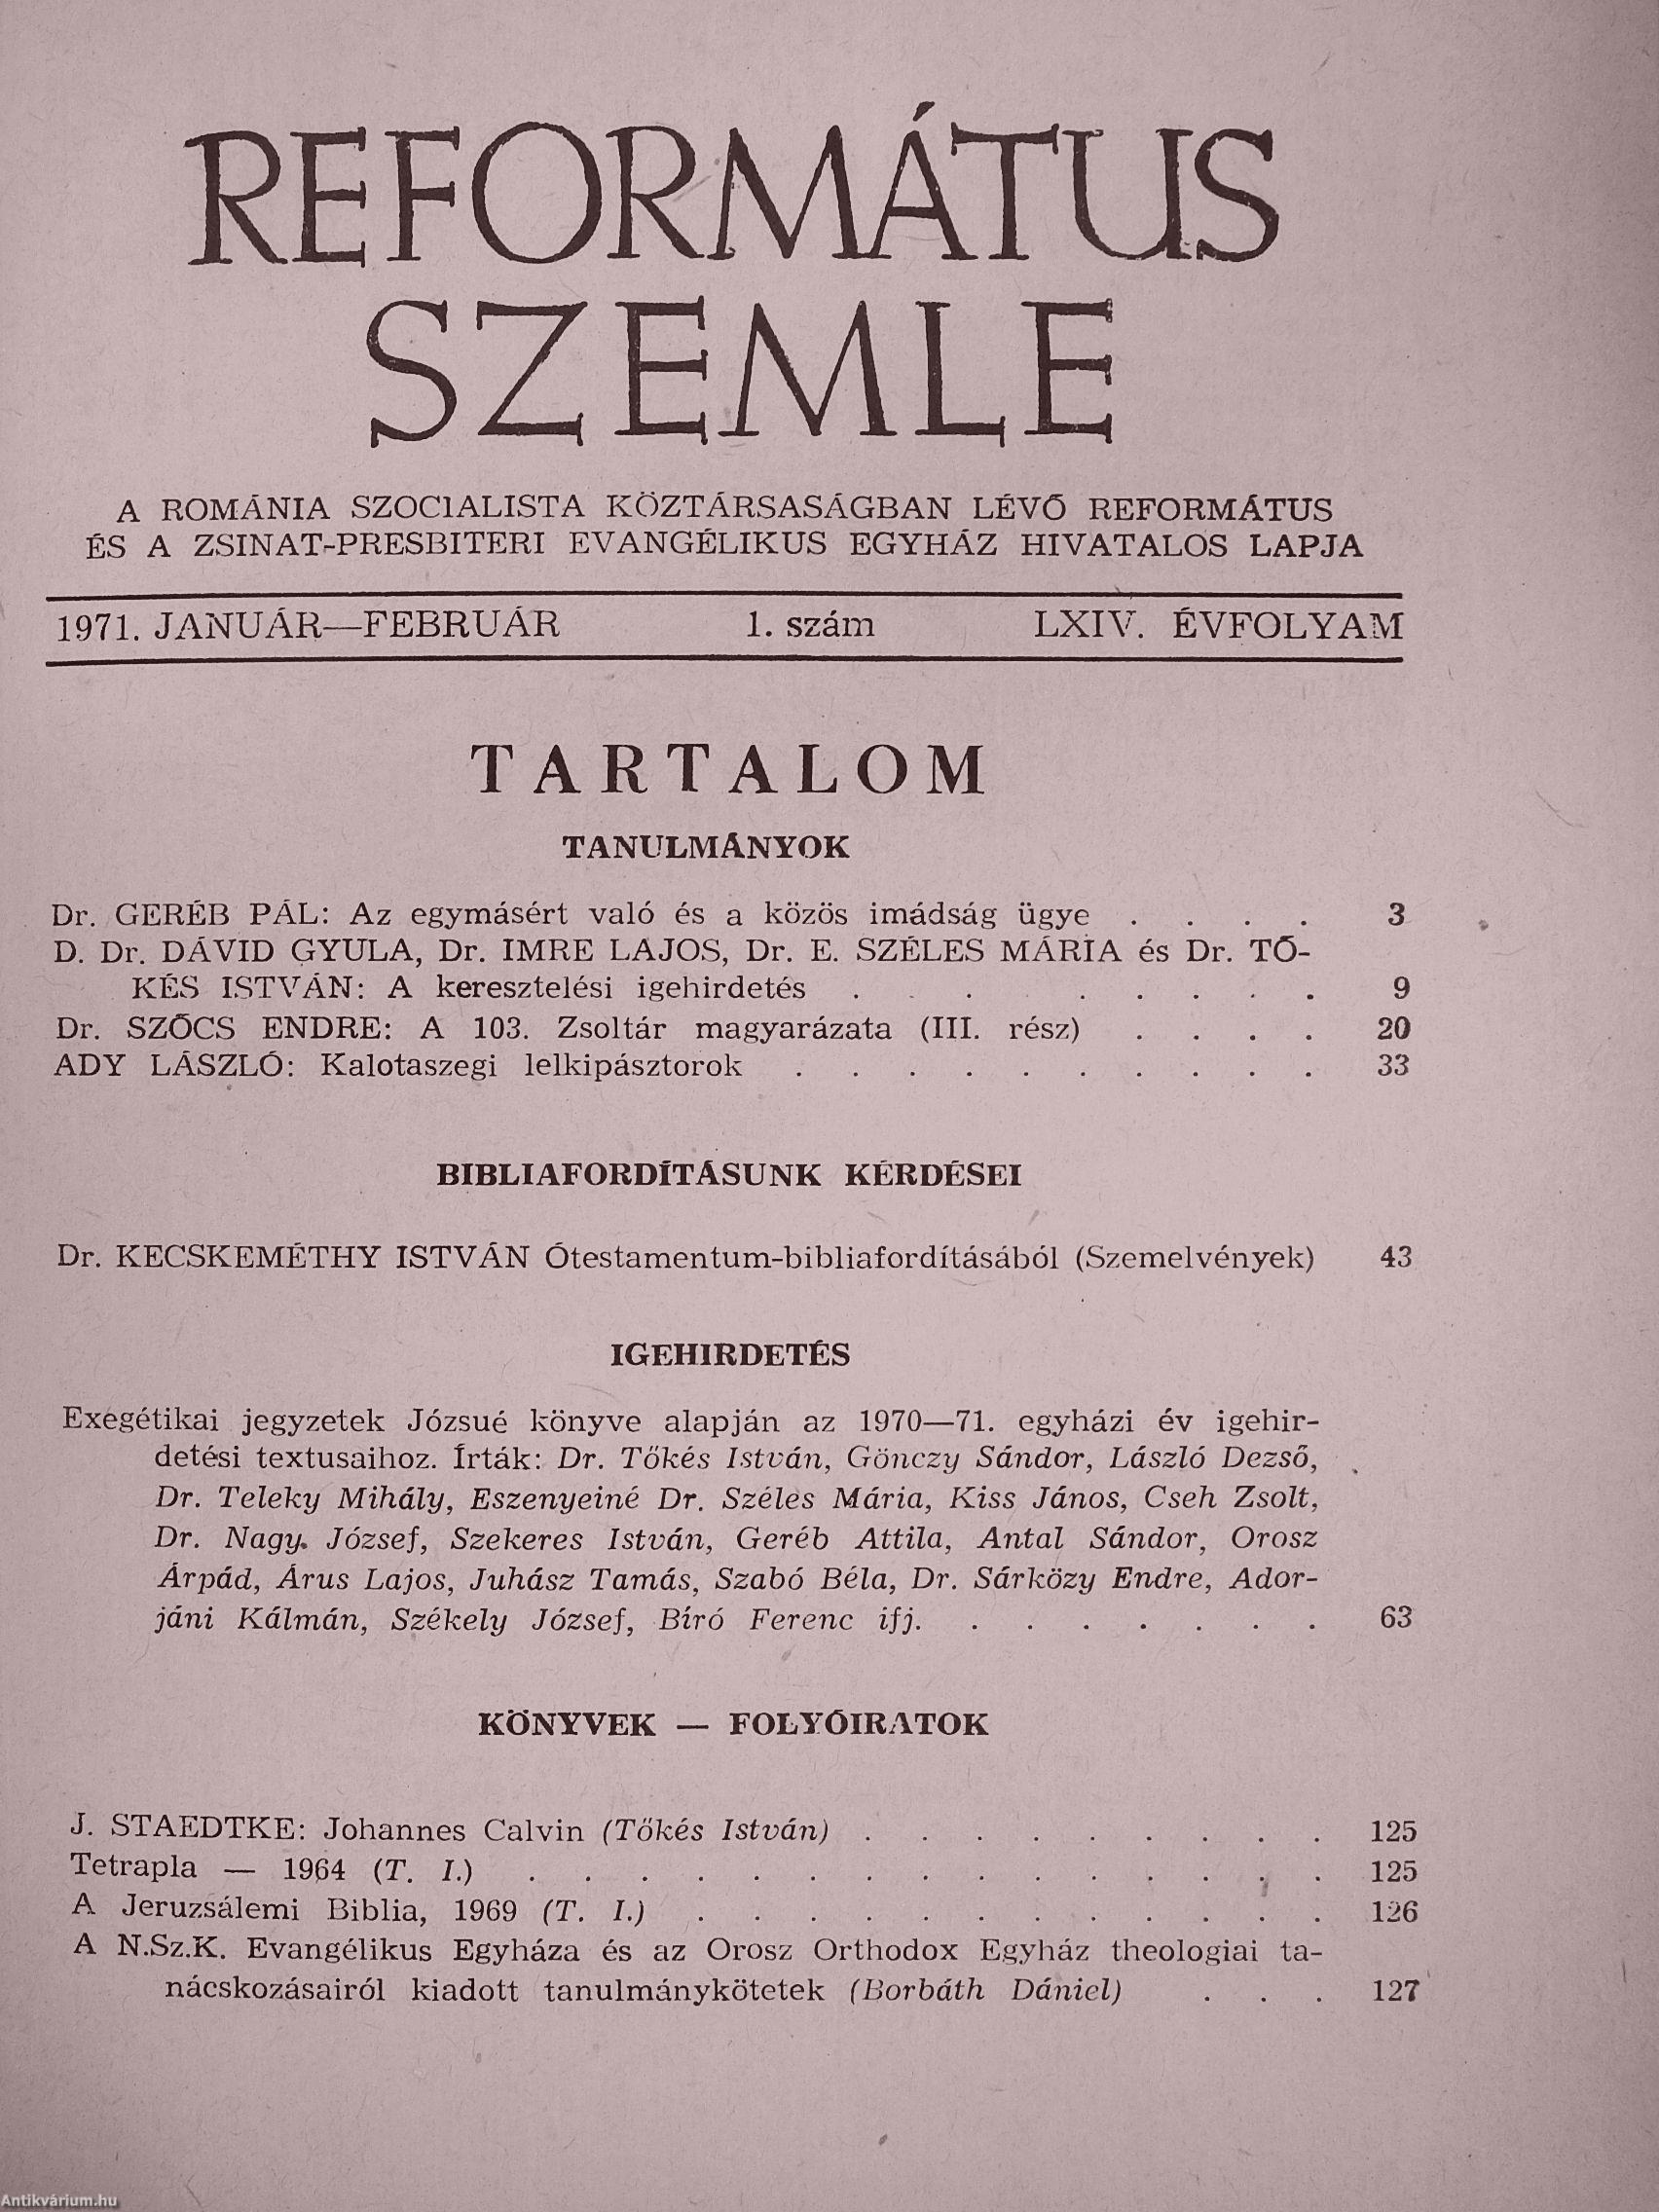 REFORMÁTUS
SZEMLE
A ROMÁNIA SZOCIALISTA KÖZTÁRSASÁGBAN LÉVŐ REFORMÁTUS
ÉS A ZSINAT-PRESBITERI EVANGÉLIKUS EGYHÁZ HIVATALOS LAPJA
1971. JANUÁR—FEBRUÁR 1. szám LXIV. ÉVFOLYAM
TARTALOM
TANULMÁNYOK
Dr. GERÉB PÁL: Az egymásért való és a közös imádság ügye . . . . 3
D. Dr. DÁVID GYULA, Dr. IMRE LAJOS, Dr. E. SZÉLES MÁRIA és Dr. TŐ-
KÉS ISTVÁN: A keresztelési igehirdetés . . . . . . . . 9
Dr. SZŐCS ENDRE: A 103. Zsoltár magyarázata (III. rész) . . . . 20
ADY LÁSZLÓ: Kalotaszegi lelkipásztorok . . . . . . . . . . 33
BIBLIAFORDÍTÁSUNK KÉRDÉSEI
Dr. KECSKEMÉTHY ISTVÁN Ótestamentum-bibliafordításából (Szemelvények) 43
IGEHIRDETÉS
Exegétikai jegyzetek Józsué könyve alapján az 1970—71. egyházi év igehir-
detési textusaihoz. Írták: Dr. Tőkés István, Gönczy Sándor, László Dezső,
Dr. Teleky Mihály, Eszenyeiné Dr. Széles Mária, Kiss János, Cseh Zsolt,
Dr. Nagy József, Szekeres István, Geréb Attila, Antal Sándor, Orosz
Árpád, Árus Lajos, Juhász Tamás, Szabó Béla, Dr. Sárközy Endre, Ador-
jáni Kálmán, Székely József, Bíró Ferenc ifj. . . . . . . . 63
KÖNYVEK — FOLYÓIRATOK
J. STAEDTKE: Johannes Calvin (Tőkés István) . . . . . . . . . 125
Tetrapla — 1964 (T. I.) . . . . . . . . . . . . . . . 125
A Jeruzsálemi Biblia, 1969 (T. I.) . . . . . . . . . . . . 126
A N.Sz.K. Evangélikus Egyháza és az Orosz Orthodox Egyház theologiai ta-
nácskozásairól kiadott tanulmánykötetek (Borbáth Dániel) . . . 127
Antikvárium.hu